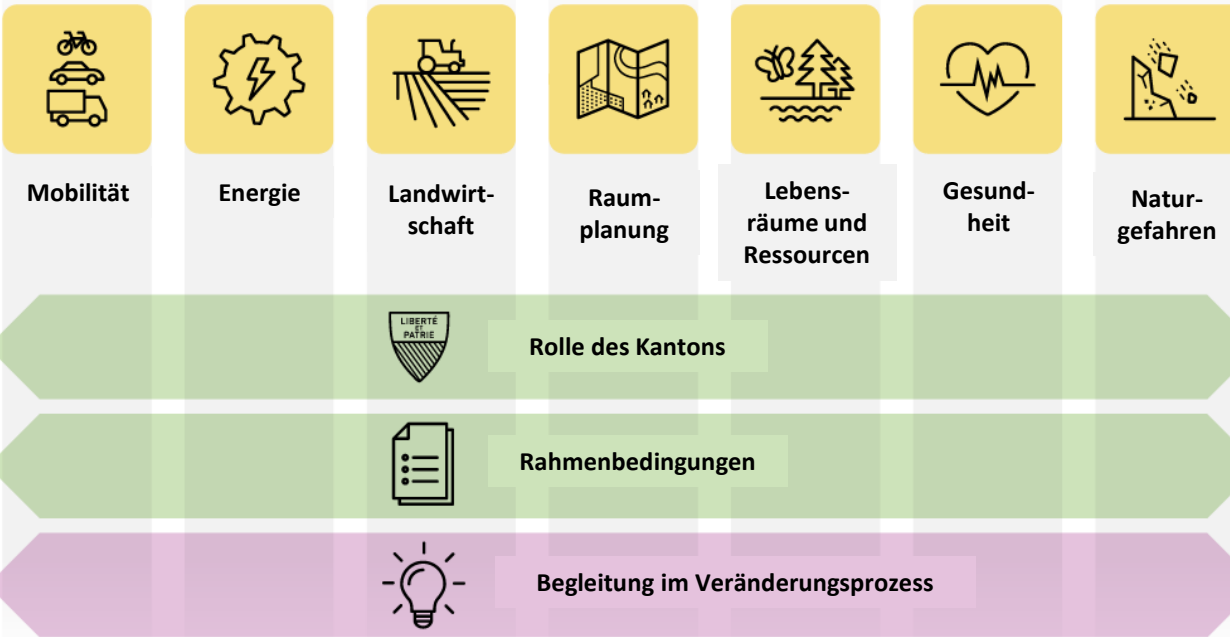 Mobilität
Energie
Landwirt-
schaft
Raum-
planung
Lebens-
räume und
Ressourcen
Gesund-
heit
Natur-
gefahren
LIBERTÉ
ET
PATRIE
Rolle des Kantons
Rahmenbedingungen
Begleitung im Veränderungsprozess